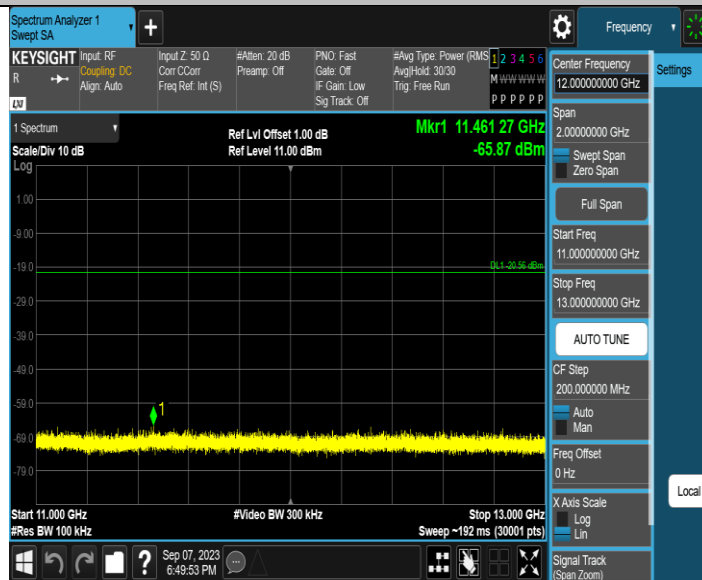 Spectrum Analyzer 1
Swept SA
+
Frequency
KEYSIGHT
R
LXI
Input: RF
Coupling: DC
Align: Auto
Input Z: 50 Ω
Corr CCorr
Freq Ref: Int (S)
#Atten: 20 dB
Preamp: Off
PNO: Fast
Gate: Off
IF Gain: Low
Sig Track: Off
#Avg Type: Power (RMS
Avg|Hold: 30/30
Trig: Free Run
1 2 3 4 5 6
M W W W W W
P P P P P P
1 Spectrum
Scale/Div 10 dB
Log
Ref Lvl Offset 1.00 dB
Ref Level 11.00 dBm
Mkr1 11.461 27 GHz
-65.87 dBm
1.00
-9.00
-19.0
-29.0
-39.0
-49.0
-59.0
-69.0
-79.0
DL1 -20.56 dBm
1
Start 11.000 GHz
#Res BW 100 kHz
#Video BW 300 kHz
Stop 13.000 GHz
Sweep ~192 ms (30001 pts)
?
Sep 07, 2023
6:49:53 PM
Center Frequency
12.000000000 GHz
Settings
Span
2.00000000 GHz
Swept Span
Zero Span
Full Span
Start Freq
11.000000000 GHz
Stop Freq
13.000000000 GHz
AUTO TUNE
CF Step
200.000000 MHz
Auto
Man
Freq Offset
0 Hz
X Axis Scale
Log
Lin
Signal Track
(Span Zoom)
Local